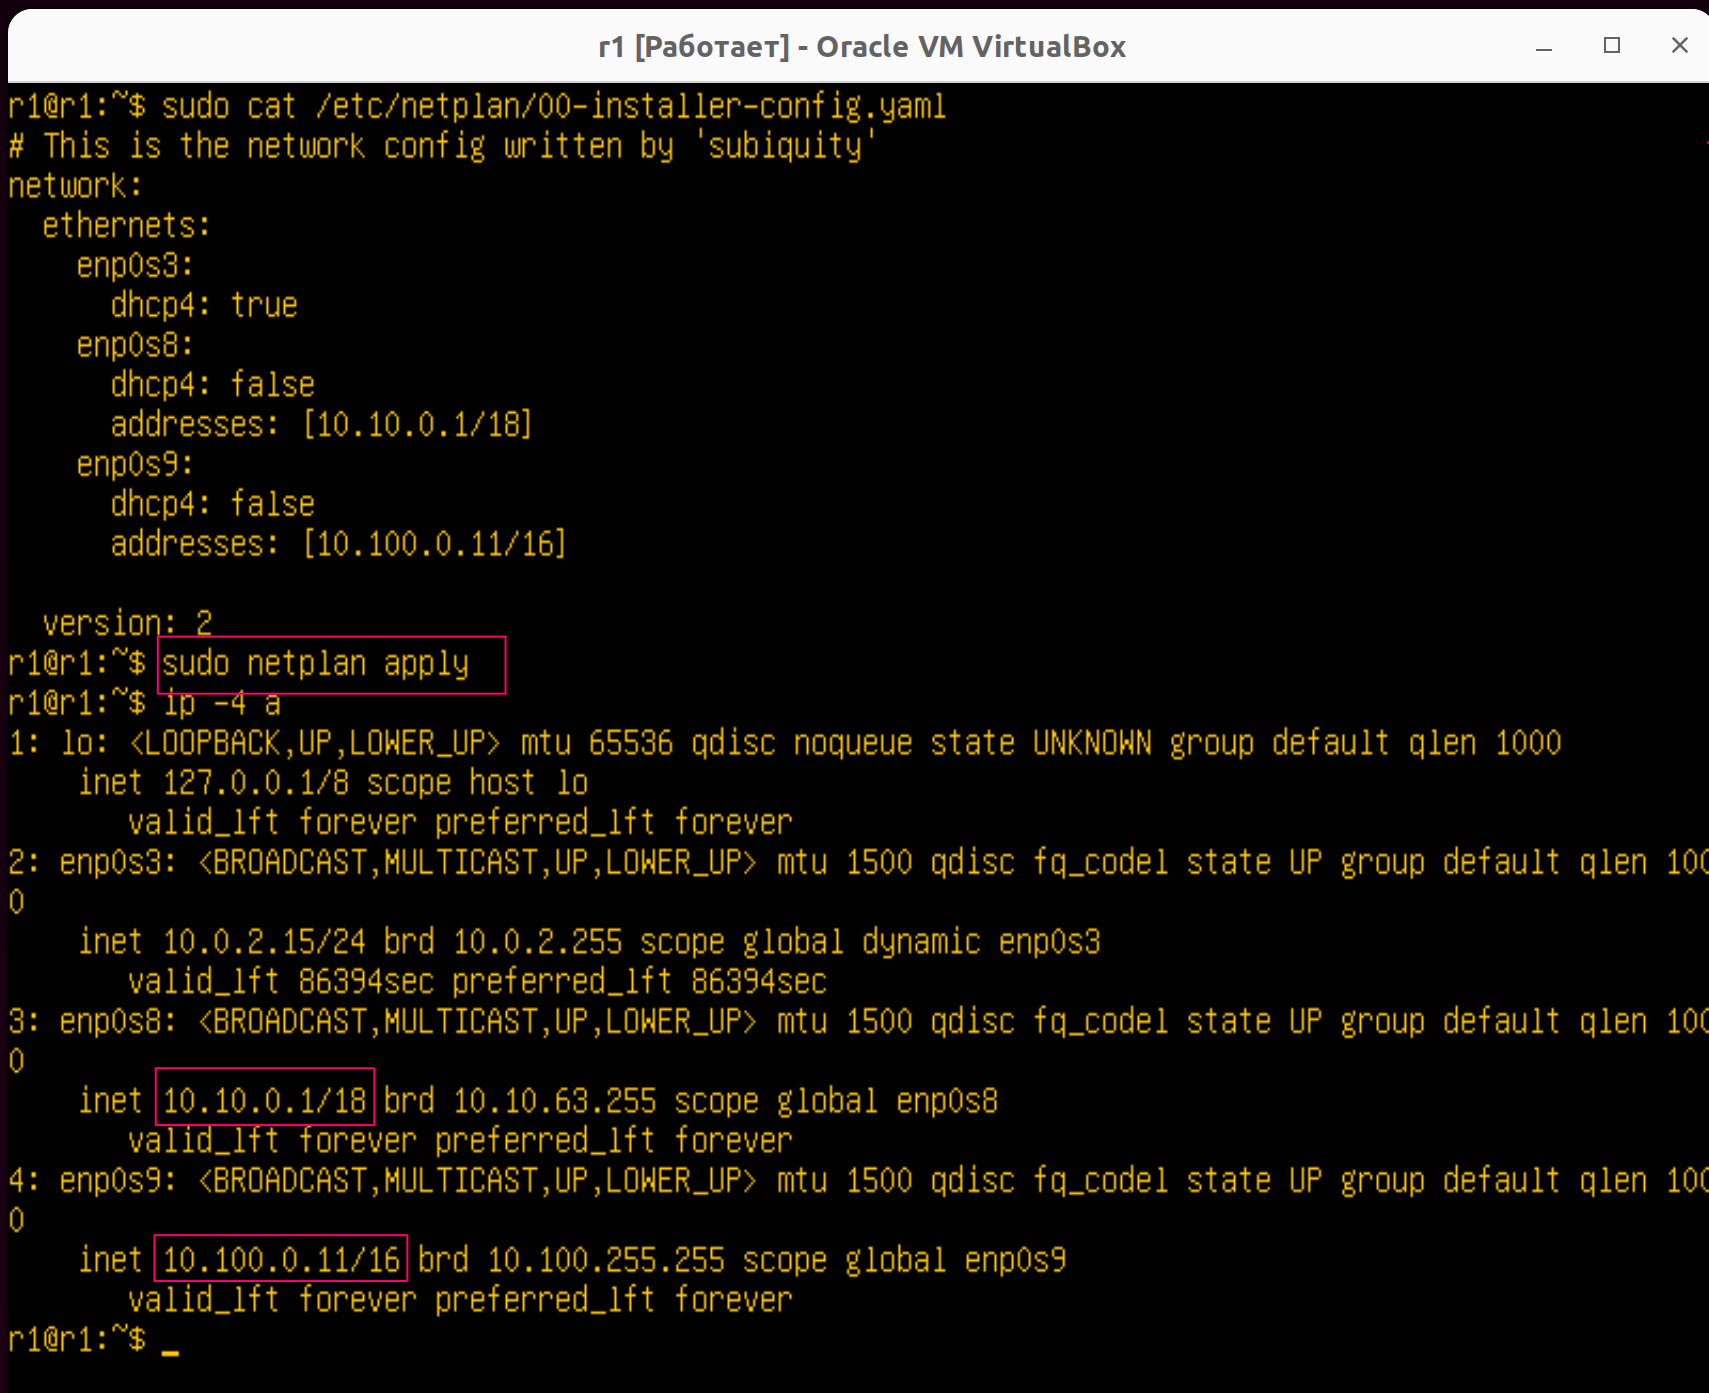 r1 [Работает] - Oracle VM VirtualBox
r1@r1:~$ sudo cat /etc/netplan/00-installer-config.yaml
# This is the network config written by 'subiquity'
network:
  ethernets:
    enp0s3:
      dhcp4: true
    enp0s8:
      dhcp4: false
      addresses: [10.10.0.1/18]
    enp0s9:
      dhcp4: false
      addresses: [10.100.0.11/16]
  version: 2
r1@r1:~$ sudo netplan apply
r1@r1:~$ ip -4 a
1: lo: <LOOPBACK,UP,LOWER_UP> mtu 65536 qdisc noqueue state UNKNOWN group default qlen 1000
    inet 127.0.0.1/8 scope host lo
       valid_lft forever preferred_lft forever
2: enp0s3: <BROADCAST,MULTICAST,UP,LOWER_UP> mtu 1500 qdisc fq_codel state UP group default qlen 100
0
    inet 10.0.2.15/24 brd 10.0.2.255 scope global dynamic enp0s3
       valid_lft 86394sec preferred_lft 86394sec
3: enp0s8: <BROADCAST,MULTICAST,UP,LOWER_UP> mtu 1500 qdisc fq_codel state UP group default qlen 100
0
    inet 10.10.0.1/18 brd 10.10.63.255 scope global enp0s8
       valid_lft forever preferred_lft forever
4: enp0s9: <BROADCAST,MULTICAST,UP,LOWER_UP> mtu 1500 qdisc fq_codel state UP group default qlen 100
0
    inet 10.100.0.11/16 brd 10.100.255.255 scope global enp0s9
       valid_lft forever preferred_lft forever
r1@r1:~$ _